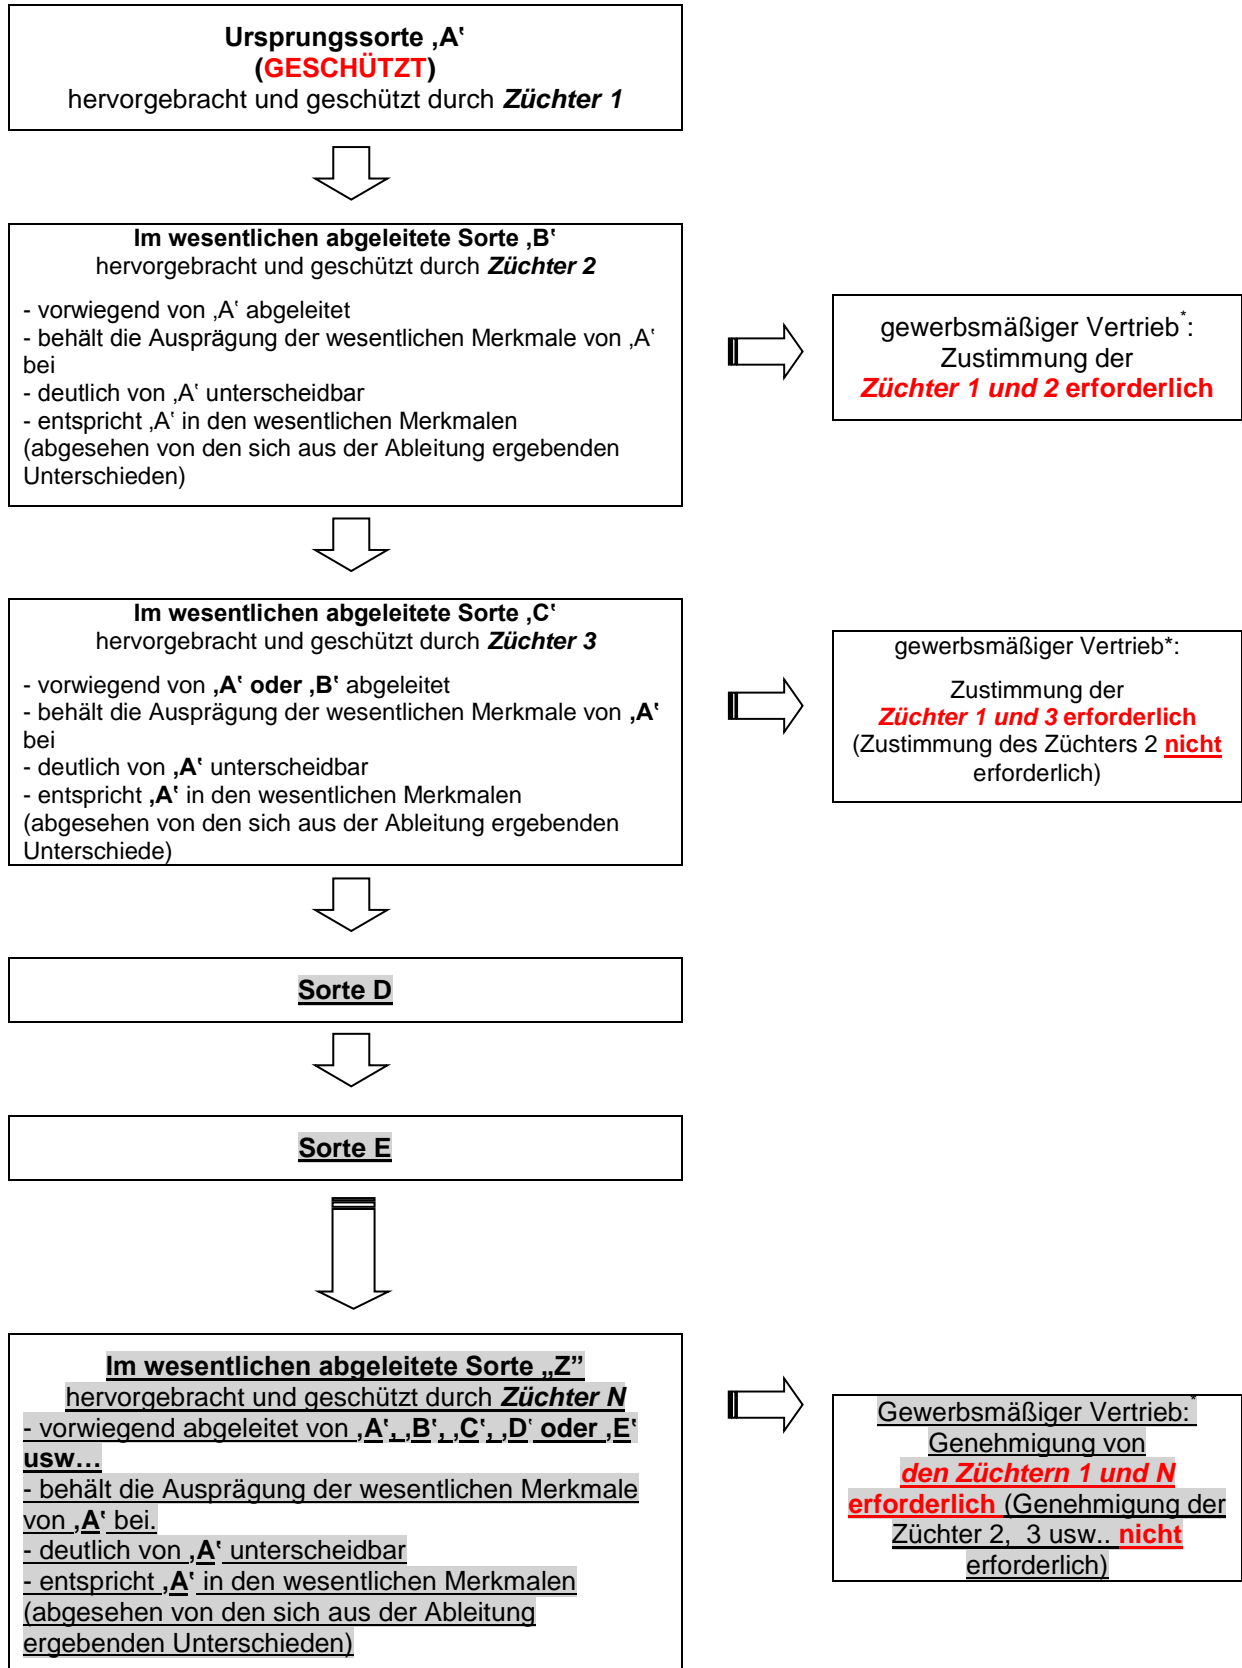 Ursprungssorte ‚A‛
(GESCHÜTZT)
hervorgebracht und geschützt durch Züchter 1
Im wesentlichen abgeleitete Sorte ‚B‛
hervorgebracht und geschützt durch Züchter 2
- vorwiegend von ‚A‛ abgeleitet
- behält die Ausprägung der wesentlichen Merkmale von ‚A‛
bei
- deutlich von ‚A‛ unterscheidbar
- entspricht ‚A‛ in den wesentlichen Merkmalen
(abgesehen von den sich aus der Ableitung ergebenden
Unterschieden)
gewerbsmäßiger Vertrieb*:
Zustimmung der
Züchter 1 und 2 erforderlich
Im wesentlichen abgeleitete Sorte ‚C‛
hervorgebracht und geschützt durch Züchter 3
- vorwiegend von ‚A‛ oder ‚B‛ abgeleitet
- behält die Ausprägung der wesentlichen Merkmale von ‚A‛
bei
- deutlich von ‚A‛ unterscheidbar
- entspricht ‚A‛ in den wesentlichen Merkmalen
(abgesehen von den sich aus der Ableitung ergebenden
Unterschiede)
gewerbsmäßiger Vertrieb*:
Zustimmung der
Züchter 1 und 3 erforderlich
(Zustimmung des Züchters 2 nicht
erforderlich)
Sorte D
Sorte E
Im wesentlichen abgeleitete Sorte „Z”
hervorgebracht und geschützt durch Züchter N
- vorwiegend abgeleitet von ‚A‛, ‚B‛, ‚C‛, ‚D‛ oder ‚E‛
usw…
- behält die Ausprägung der wesentlichen Merkmale
von ‚A‛ bei.
- deutlich von ‚A‛ unterscheidbar
- entspricht ‚A‛ in den wesentlichen Merkmalen
(abgesehen von den sich aus der Ableitung
ergebenden Unterschieden)
Gewerbsmäßiger Vertrieb:*
Genehmigung von
den Züchtern 1 und N
erforderlich (Genehmigung der
Züchter 2, 3 usw.. nicht
erforderlich)